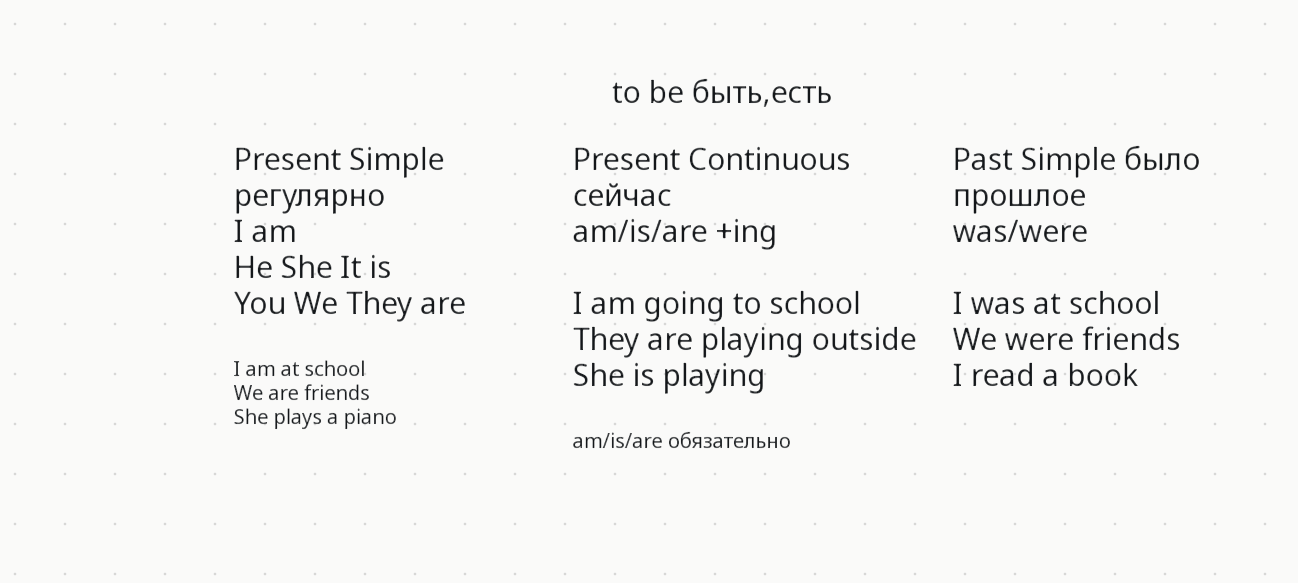 to be быть,есть
Present Simple
регулярно
I am
He She It is
You We They are
I am at school
We are friends
She plays a piano
Present Continuous
сейчас
am/is/are +ing
I am going to school
They are playing outside
She is playing
am/is/are обязательно
Past Simple было
прошлое
was/were
I was at school
We were friends
I read a book